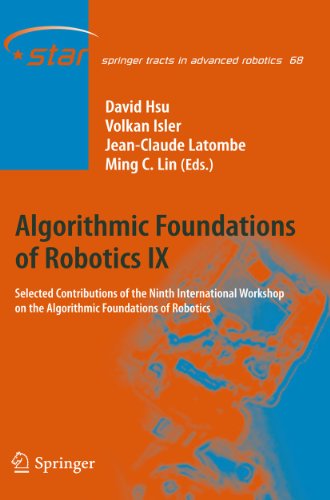 star
springer tracts in advanced robotics 68
David Hsu
Volkan Isler
Jean-Claude Latombe
Ming C. Lin (Eds.)
Algorithmic Foundations
of Robotics IX
Selected Contributions of the Ninth International Workshop
on the Algorithmic Foundations of Robotics
Springer